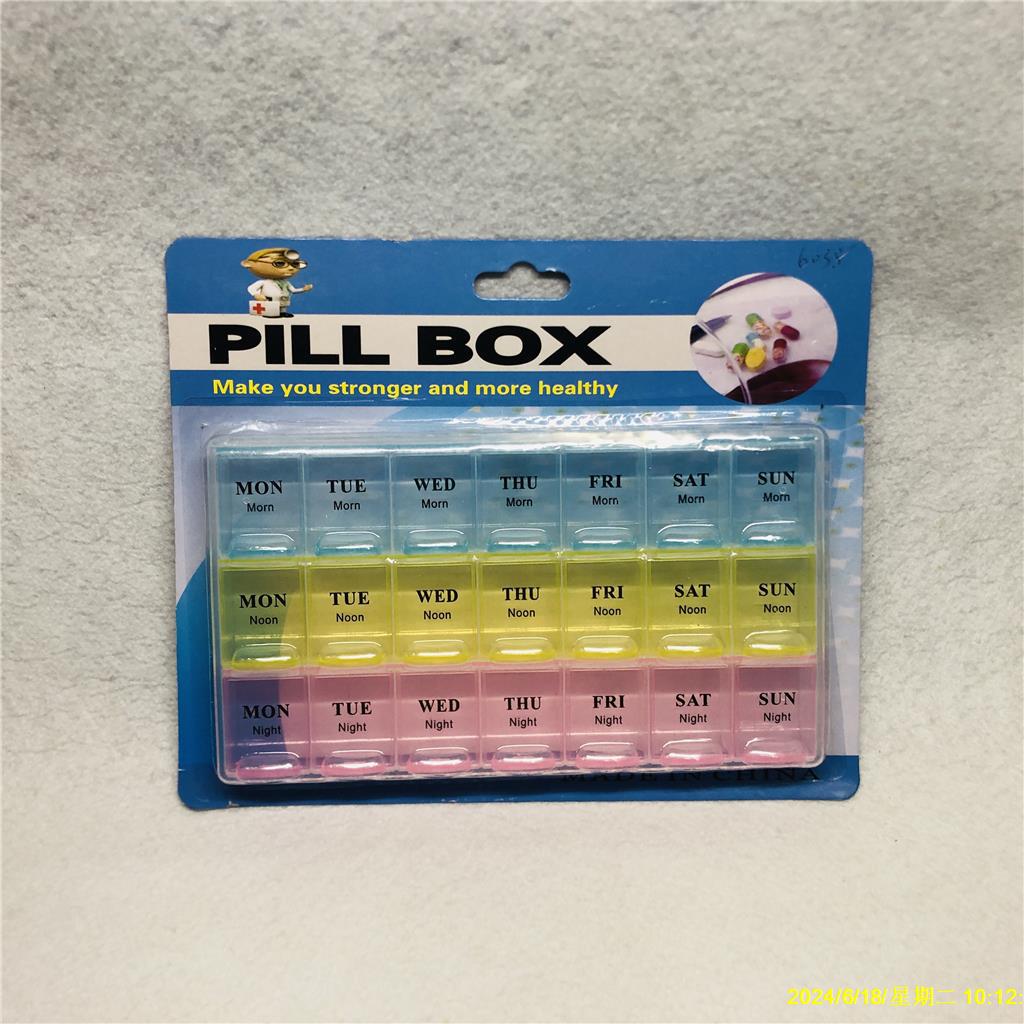 PILL BOX
Make you stronger and more healthy
MON TUE WED THU FRI SAT SUN
Morn Morn Morn Morn Morn Morn Morn
MON TUE WED THU FRI SAT SUN
Noon Noon Noon Noon Noon Noon Noon
MON TUE WED THU FRI SAT SUN
Night Night Night Night Night Night Night
MADE IN CHINA
2024/6/18/星期二 10:12: